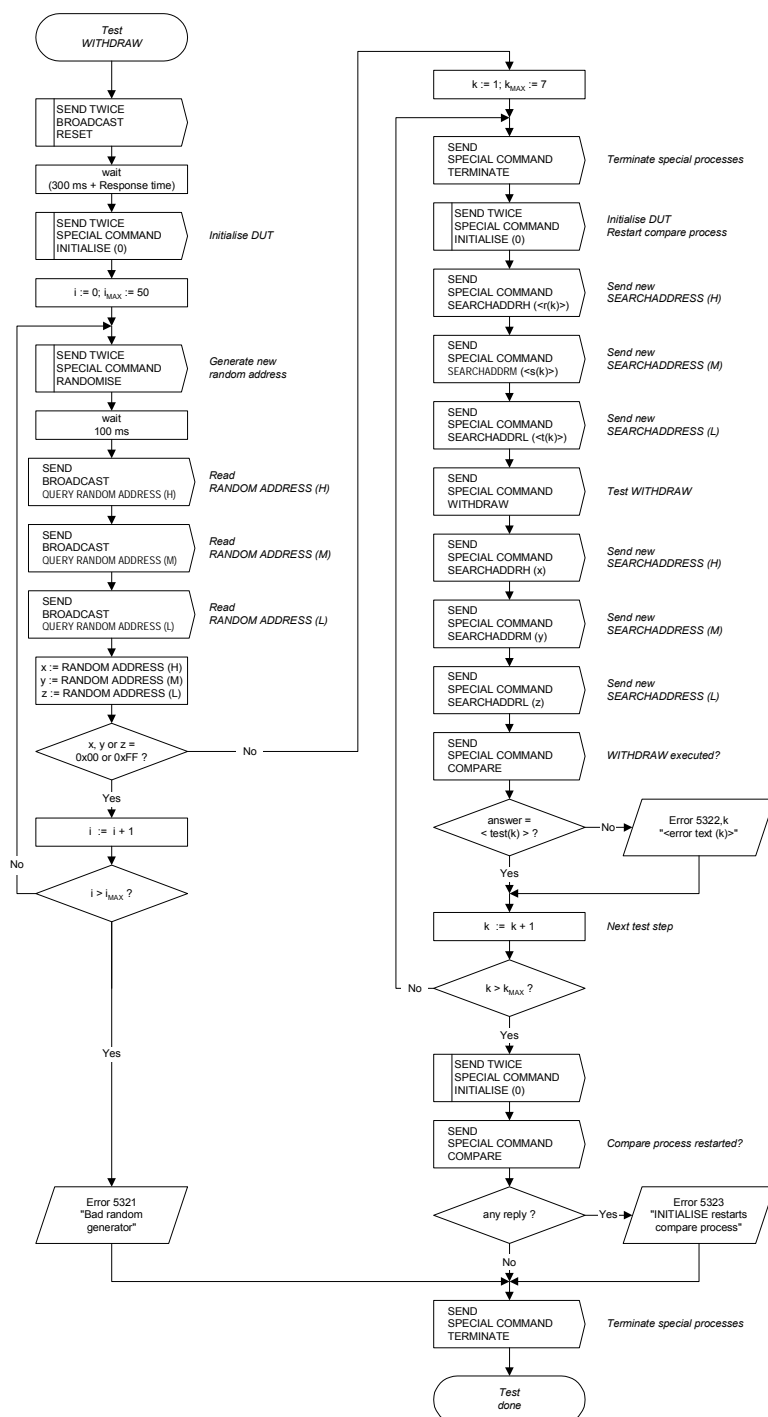 Test
WITHDRAW
SEND TWICE
BROADCAST
RESET
wait
(300 ms + Response time)
SEND TWICE
SPECIAL COMMAND
INITIALISE (0)
Initialise DUT
i := 0; iMAX := 50
SEND TWICE
SPECIAL COMMAND
RANDOMISE
Generate new
random address
wait
100 ms
SEND
BROADCAST
QUERY RANDOM ADDRESS (H)
Read
RANDOM ADDRESS (H)
SEND
BROADCAST
QUERY RANDOM ADDRESS (M)
Read
RANDOM ADDRESS (M)
SEND
BROADCAST
QUERY RANDOM ADDRESS (L)
Read
RANDOM ADDRESS (L)
x := RANDOM ADDRESS (H)
y := RANDOM ADDRESS (M)
z := RANDOM ADDRESS (L)
x, y or z =
0x00 or 0xFF ?
No
Yes
i := i + 1
No
i > iMAX ?
Yes
Error 5321
"Bad random
generator"
k := 1; kMAX := 7
SEND
SPECIAL COMMAND
TERMINATE
Terminate special processes
SEND TWICE
SPECIAL COMMAND
INITIALISE (0)
Initialise DUT
Restart compare process
SEND
SPECIAL COMMAND
SEARCHADDRH (<r(k)>)
Send new
SEARCHADDRESS (H)
SEND
SPECIAL COMMAND
SEARCHADDRM (<s(k)>)
Send new
SEARCHADDRESS (M)
SEND
SPECIAL COMMAND
SEARCHADDRL (<t(k)>)
Send new
SEARCHADDRESS (L)
SEND
SPECIAL COMMAND
WITHDRAW
Test WITHDRAW
SEND
SPECIAL COMMAND
SEARCHADDRH (x)
Send new
SEARCHADDRESS (H)
SEND
SPECIAL COMMAND
SEARCHADDRM (y)
Send new
SEARCHADDRESS (M)
SEND
SPECIAL COMMAND
SEARCHADDRL (z)
Send new
SEARCHADDRESS (L)
SEND
SPECIAL COMMAND
COMPARE
WITHDRAW executed?
answer =
< test(k) > ?
No
Error 5322,k
"<error text (k)>"
Yes
k := k + 1
Next test step
No
k > kMAX ?
Yes
SEND TWICE
SPECIAL COMMAND
INITIALISE (0)
SEND
SPECIAL COMMAND
COMPARE
Compare process restarted?
any reply ?
Yes
Error 5323
"INITIALISE restarts
compare process"
No
SEND
SPECIAL COMMAND
TERMINATE
Terminate special processes
Test
done